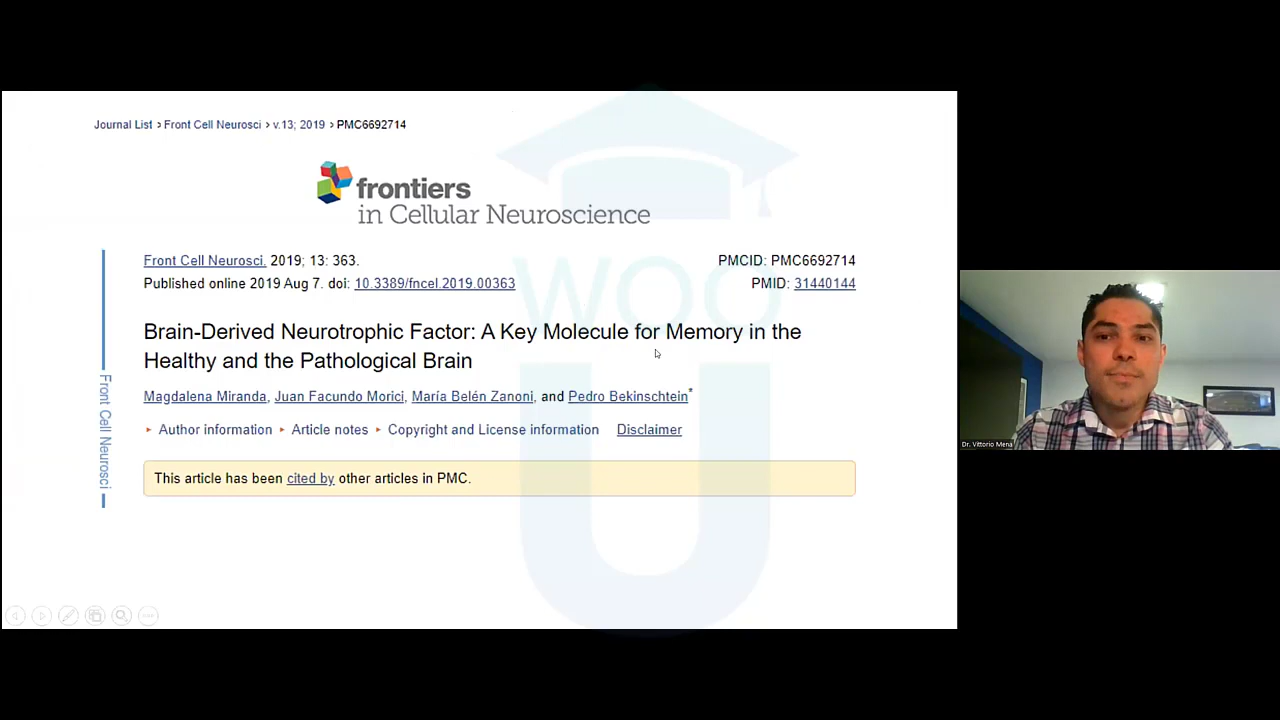 Journal List > Front Cell Neurosci > v.13; 2019 > PMC6692714
frontiers
in Cellular Neuroscience
Front Cell Neurosci. 2019; 13: 363.
PMCID: PMC6692714
Published online 2019 Aug 7. doi: 10.3389/fncel.2019.00363
PMID: 31440144
WOO
U
Brain-Derived Neurotrophic Factor: A Key Molecule for Memory in the
Healthy and the Pathological Brain
Magdalena Miranda, Juan Facundo Morici, María Belén Zanoni, and Pedro Bekinschtein*
Author information Article notes Copyright and License information Disclaimer
This article has been cited by other articles in PMC.
Front Cell Neurosci
Dr. Vittorio Mena